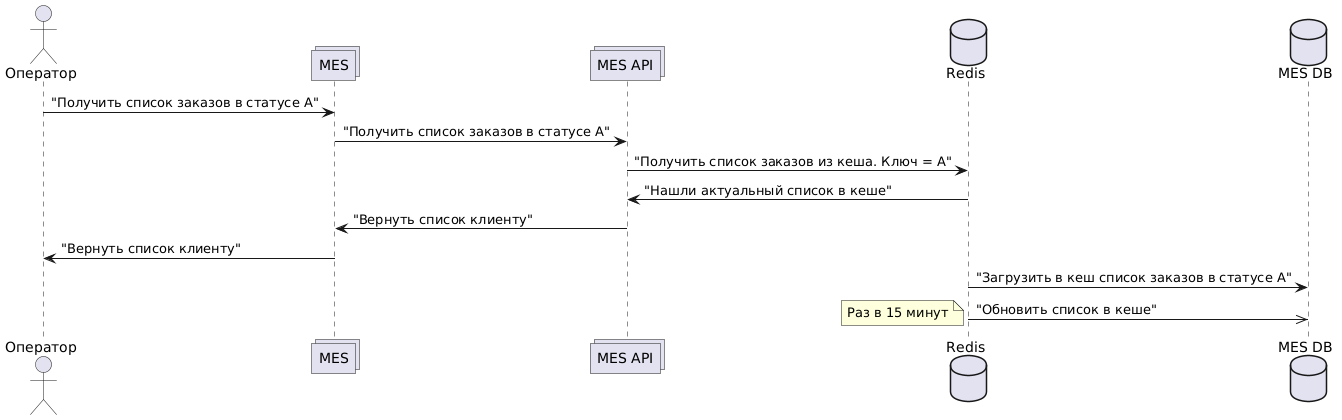 Оператор
MES
MES API
Redis
MES DB
"Получить список заказов в статусе А"
"Получить список заказов в статусе А"
"Получить список заказов из кеша. Ключ = А"
"Нашли актуальный список в кеше"
"Вернуть список клиенту"
"Вернуть список клиенту"
"Загрузить в кеш список заказов в статусе А"
Раз в 15 минут
"Обновить список в кеше"
Оператор
MES
MES API
Redis
MES DB